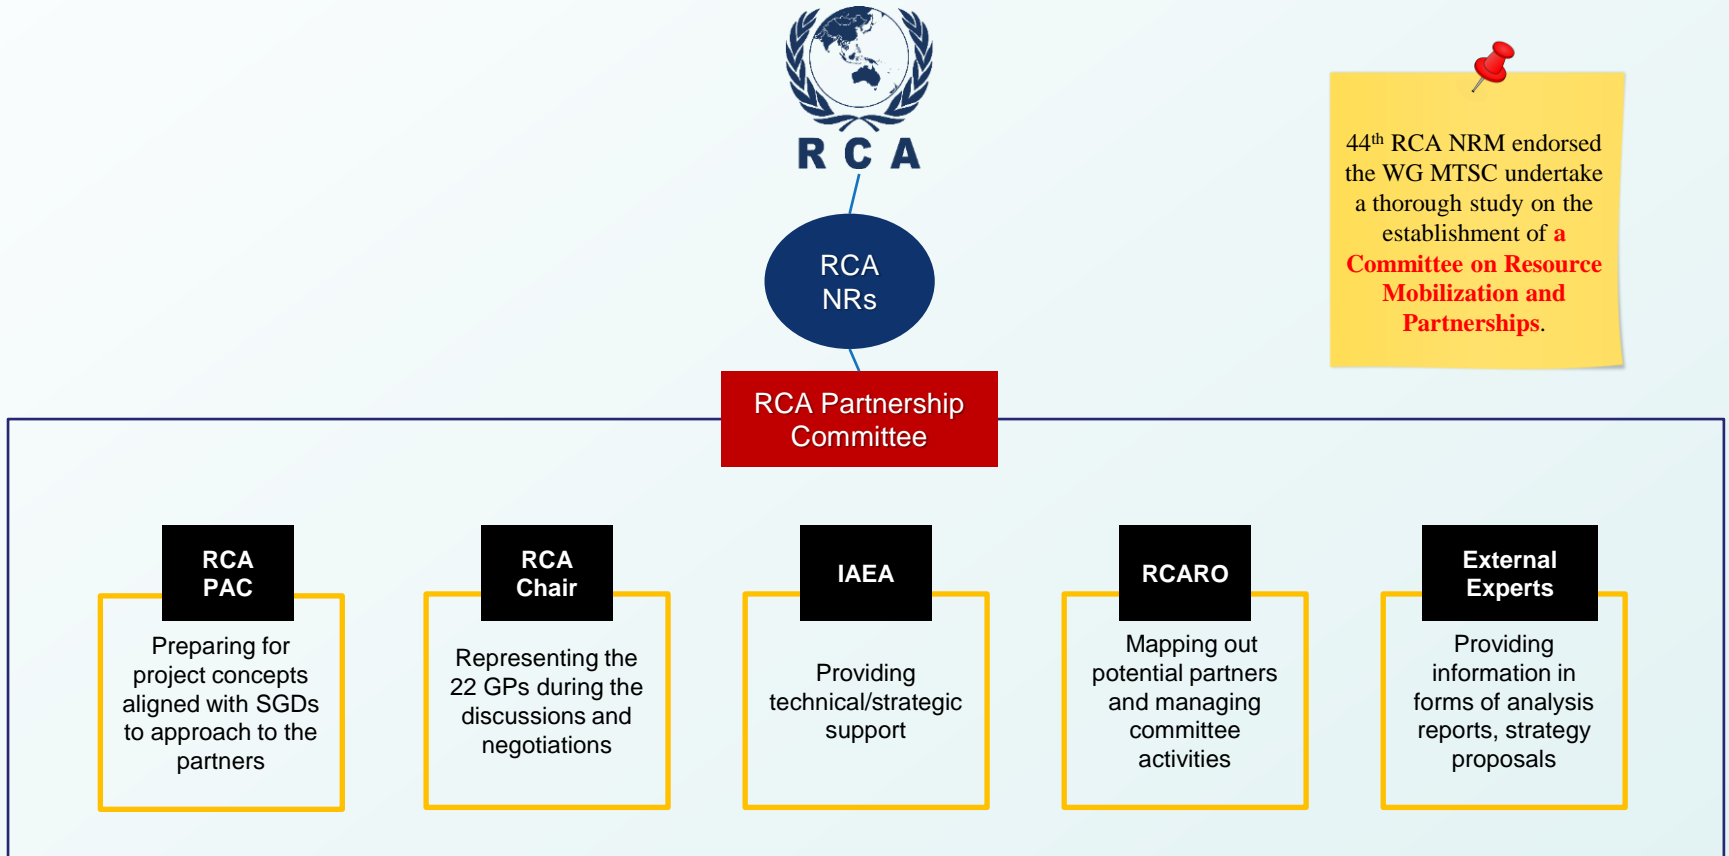 RCA
RCA
NRs
44th RCA NRM endorsed
the WG MTSC undertake
a thorough study on the
establishment of a
Committee on Resource
Mobilization and
Partnerships.
RCA Partnership
Committee
RCA
PAC
Preparing for
project concepts
aligned with SGDs
to approach to the
partners
RCA
Chair
Representing the
22 GPs during the
discussions and
negotiations
IAEA
Providing
technical/strategic
support
RCARO
Mapping out
potential partners
and managing
committee
activities
External
Experts
Providing
information in
forms of analysis
reports, strategy
proposals